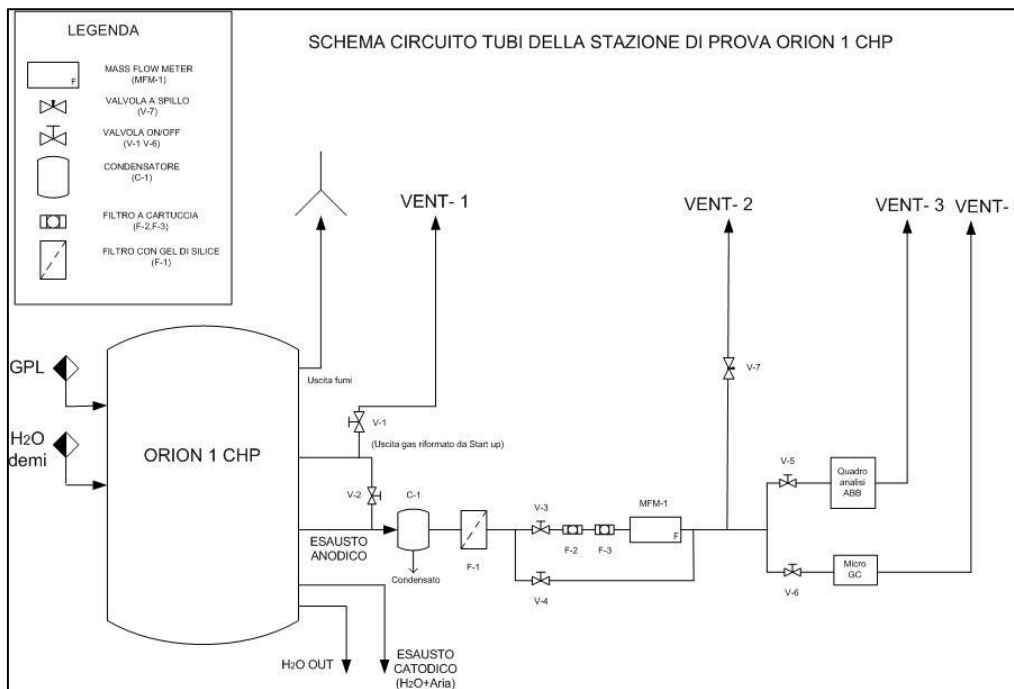 LEGENDA
SCHEMA CIRCUITO TUBI DELLA STAZIONE DI PROVA ORION 1 CHP
MASS FLOW METER
(MFM-1)
F
VALVOLA A SPILLO
(V-7)
VALVOLA ON/OFF
(V-1 V-6)
CONDENSATORE
(C-1)
FILTRO A CARTUCCIA
(F-2,F-3)
FILTRO CON GEL DI SILICE
(F-1)
VENT- 1
VENT- 2
VENT- 3
VENT-
GPL
H2O
demi
ORION 1 CHP
Uscita fumi
V-1
(Uscita gas riformato da Start up)
V-2
ESAUSTO
ANODICO
C-1
Condensato
F-1
V-3
F-2
F-3
MFM-1
F
V-4
V-7
V-5
Quadro
analisi
ABB
V-6
Micro
GC
H2O OUT
ESAUSTO
CATODICO
(H2O+Aria)